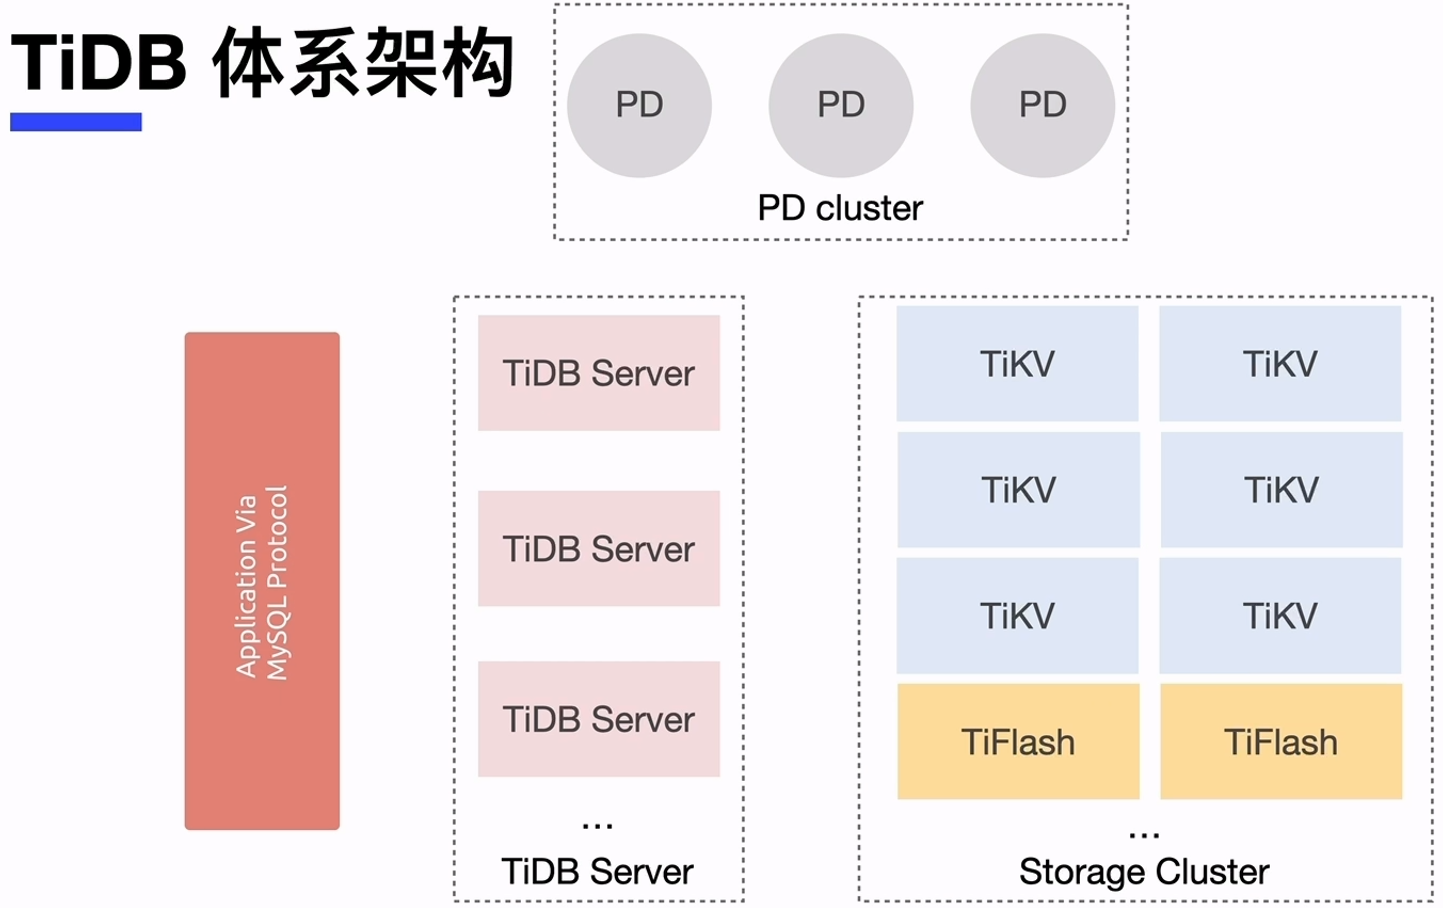 TiDB 体系架构
PD
PD
PD
PD cluster
Application Via
MySQL Protocol
TiDB Server
TiDB Server
TiDB Server
...
TiDB Server
TiKV
TiKV
TiKV
TiKV
TiKV
TiKV
TiFlash
TiFlash
...
Storage Cluster